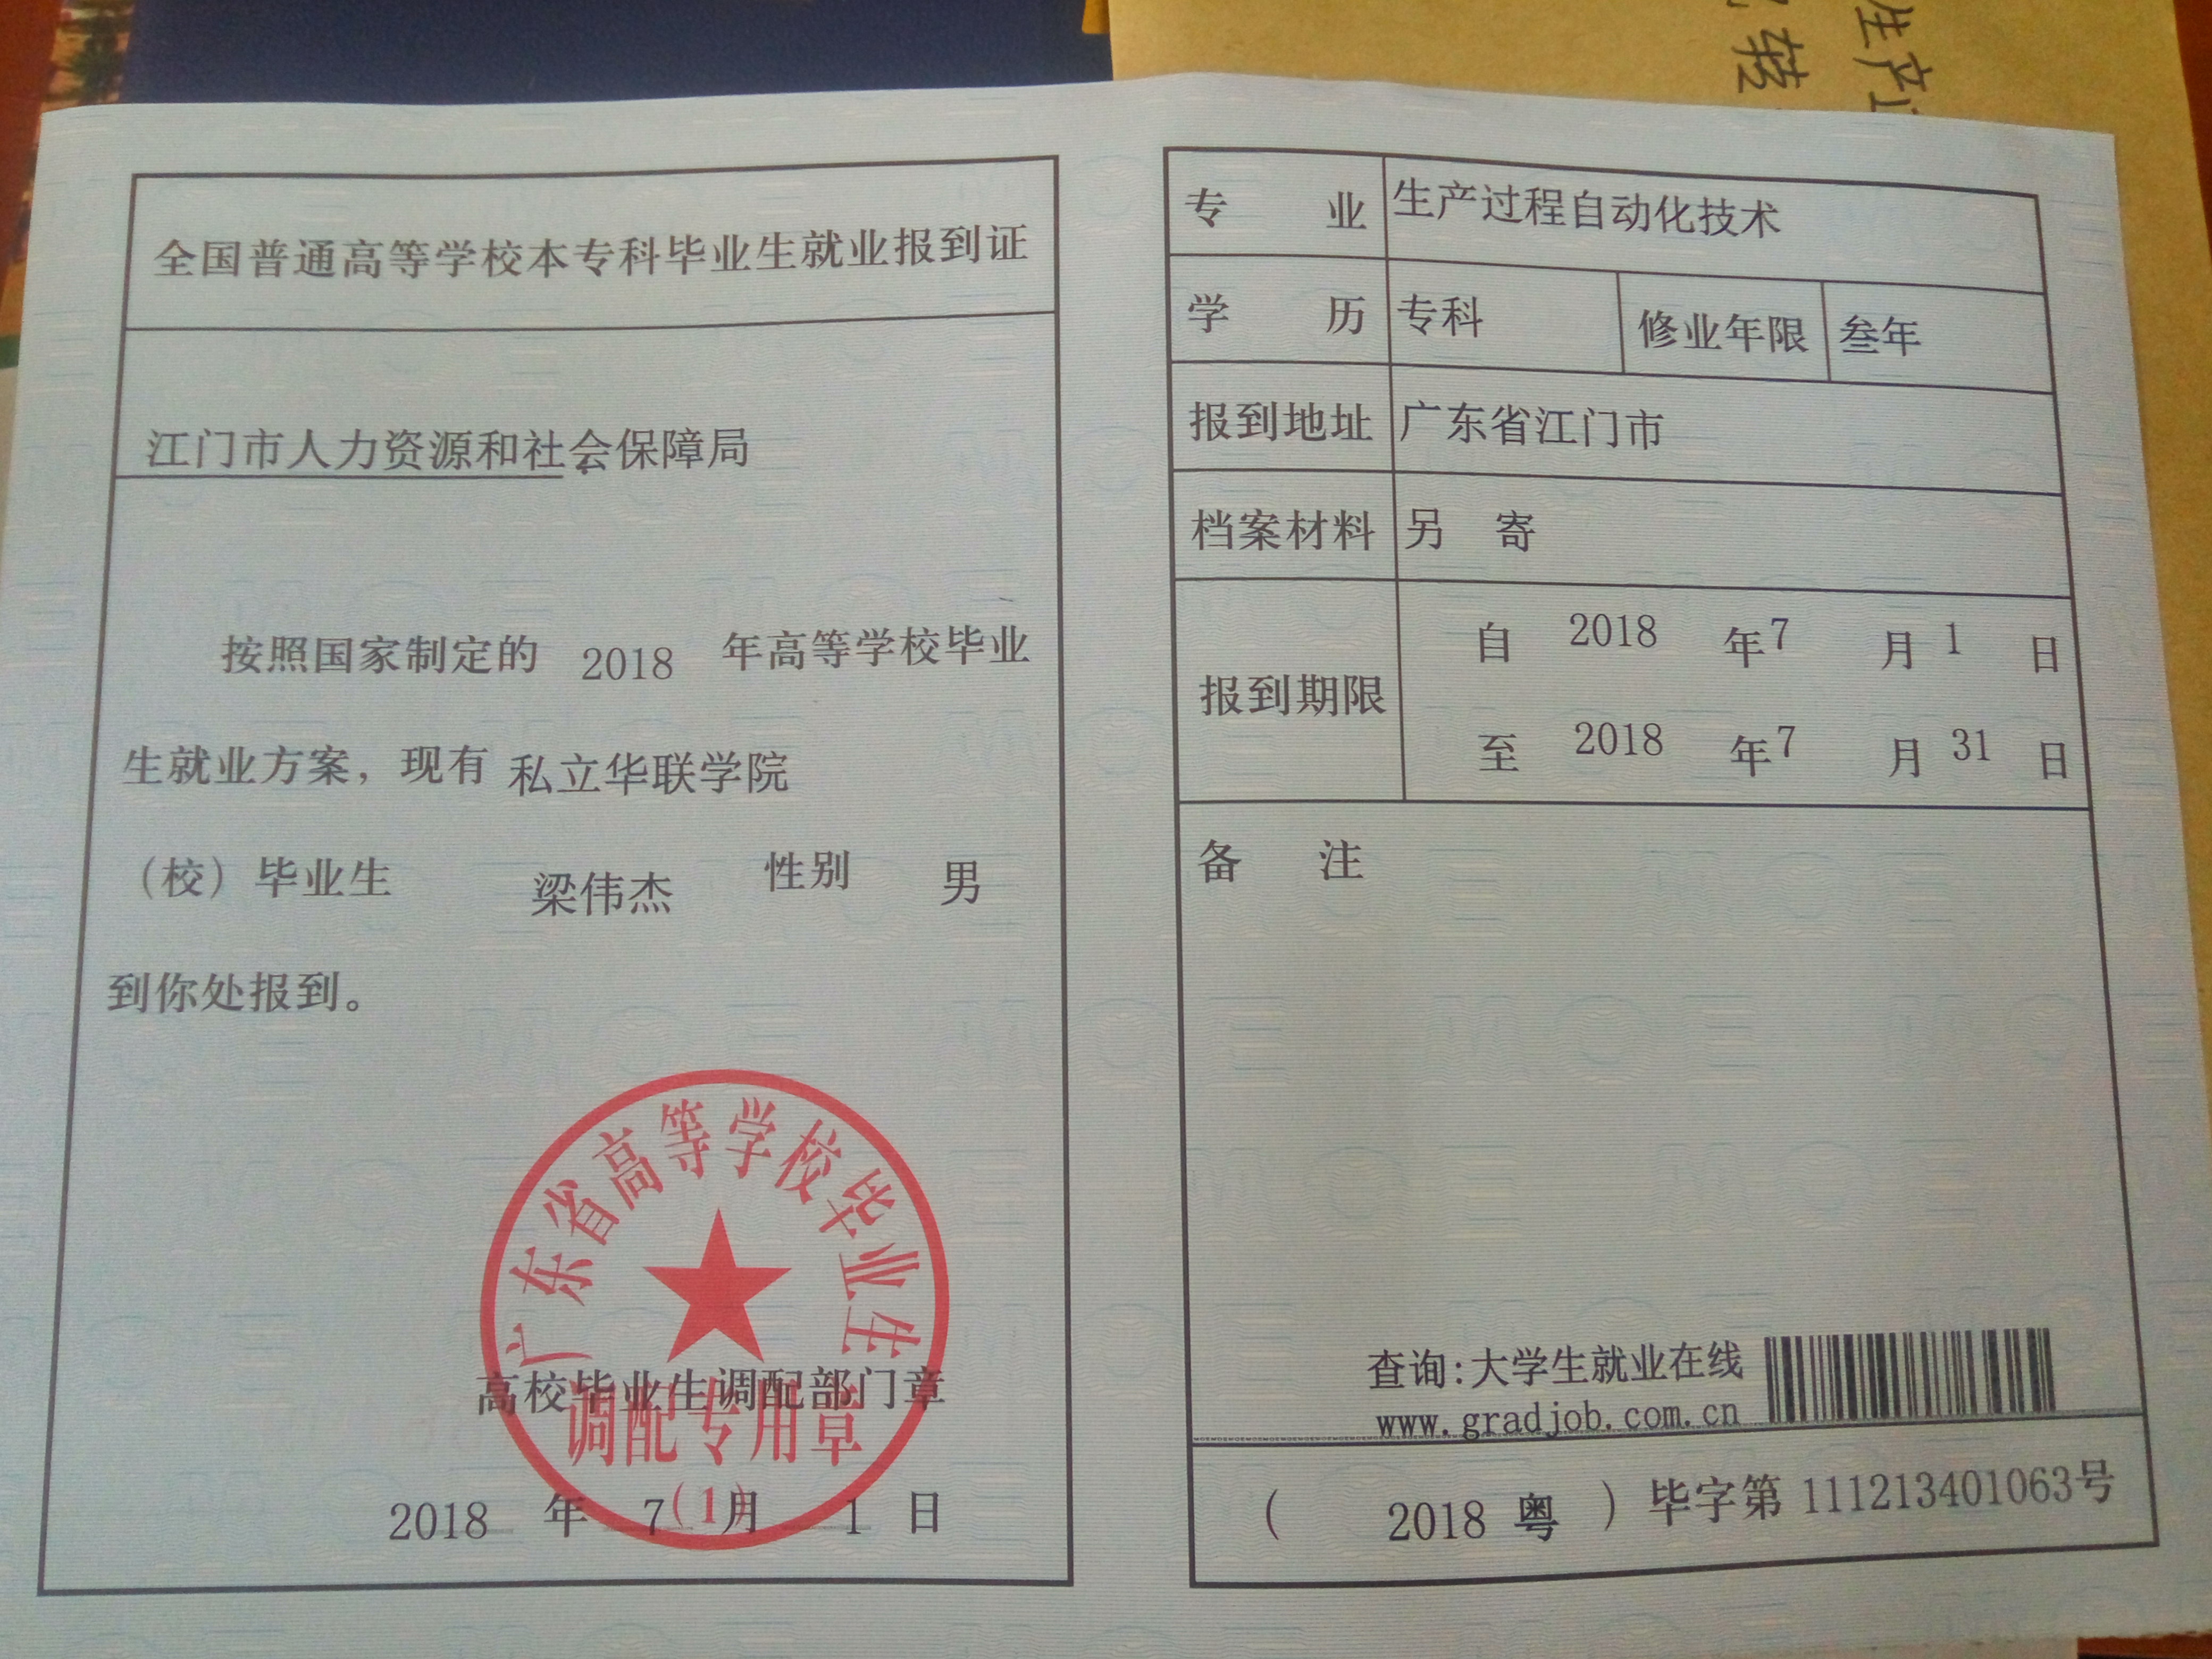 全国普通高等学校本专科毕业生就业报到证
江门市人力资源和社会保障局
按照国家制定的 2018 年高等学校毕业
生就业方案，现有 私立华联学院
（校）毕业生 梁伟杰 性别 男
到你处报到。
广东省高等学校毕业生
高校毕业生调配部门章
调配专用章
(1)
2018 年 7 月 1 日
专 业 生产过程自动化技术
学 历 专科 修业年限 叁年
报到地址 广东省江门市
档案材料 另 寄
报到期限
自 2018 年 7 月 1 日
至 2018 年 7 月 31 日
备 注
查询:大学生就业在线
www.gradjob.com.cn
( 2018 粤 ) 毕字第 111213401063号
生产
转
MOE